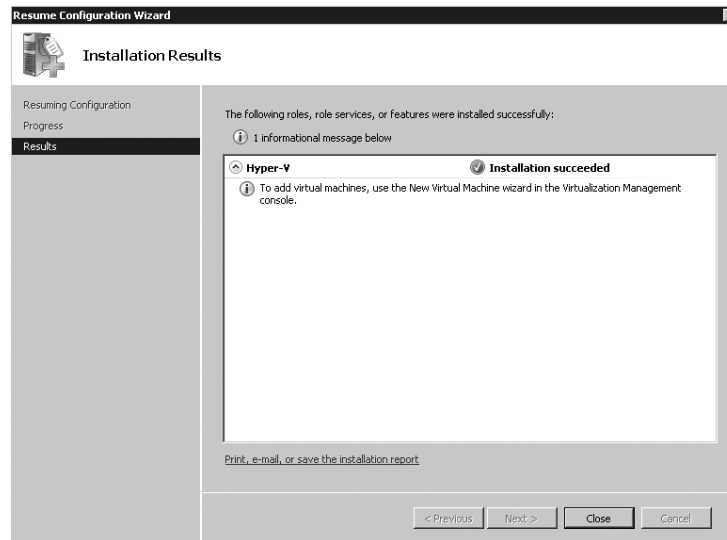 Resume Configuration Wizard
Installation Results
Resuming Configuration
Progress
Results
The following roles, role services, or features were installed successfully:
1 informational message below
Hyper-V Installation succeeded
To add virtual machines, use the New Virtual Machine wizard in the Virtualization Management
console.
Print, e-mail, or save the installation report
< Previous Next > Close Cancel